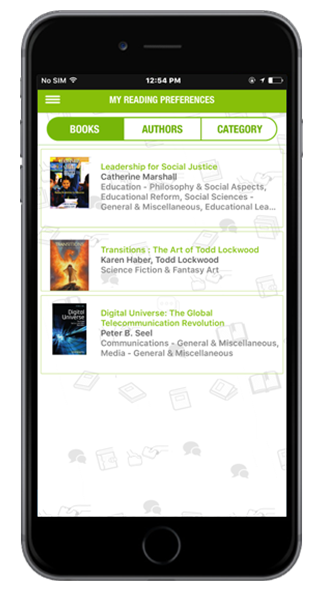 No SIM 12:54 PM
MY READING PREFERENCES
BOOKS AUTHORS CATEGORY
Leadership for Social Justice
Catherine Marshall
Education - Philosophy & Social Aspects,
Educational Reform, Social Sciences -
General & Miscellaneous, Educational Lea...
TRANSITIONS
Transitions : The Art of Todd Lockwood
Karen Haber, Todd Lockwood
Science Fiction & Fantasy Art
Digital
Universe
Digital Universe: The Global
Telecommunication Revolution
Peter B. Seel
Communications - General & Miscellaneous,
Media - General & Miscellaneous